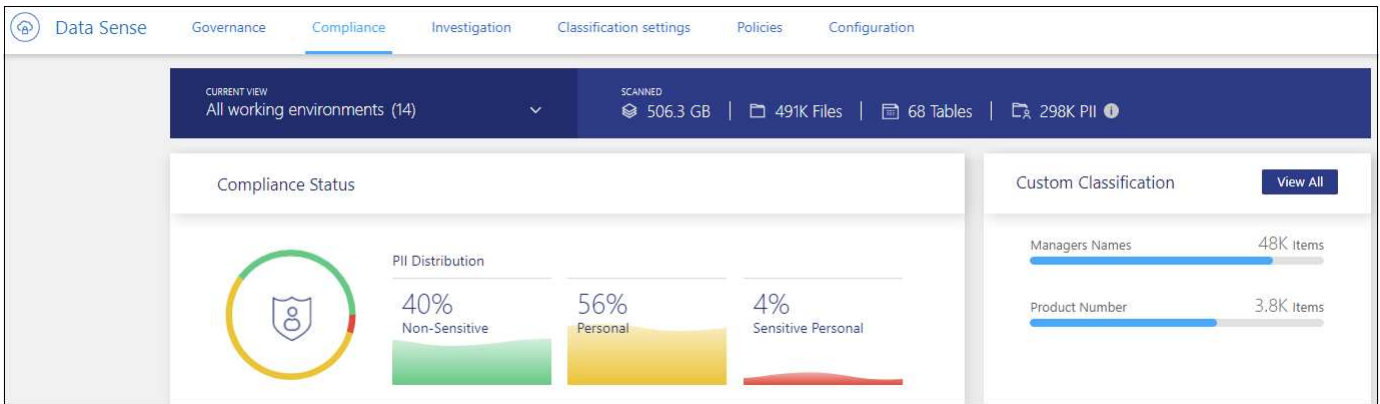 Data Sense Governance Compliance Investigation Classification settings Policies Configuration
CURRENT VIEW
All working environments (14)
SCANNED
506.3 GB | 491K Files | 68 Tables | 298K PII
Compliance Status
PII Distribution
40% 56% 4%
Non-Sensitive Personal Sensitive Personal
Custom Classification View All
Managers Names 48K Items
Product Number 3.8K Items